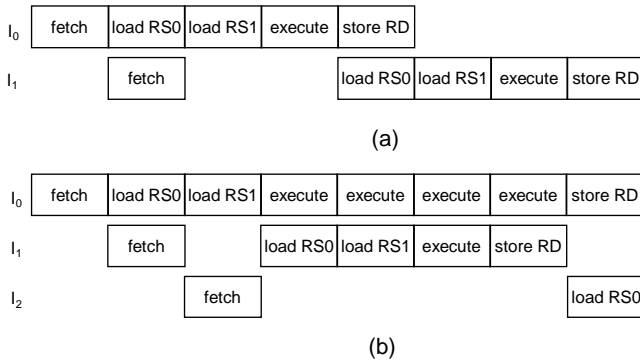 I0 fetch load RS0 load RS1 execute store RD
I1 fetch load RS0 load RS1 execute store RD
(a)
I0 fetch load RS0 load RS1 execute execute execute execute store RD
I1 fetch load RS0 load RS1 execute store RD
I2 fetch load RS0
(b)